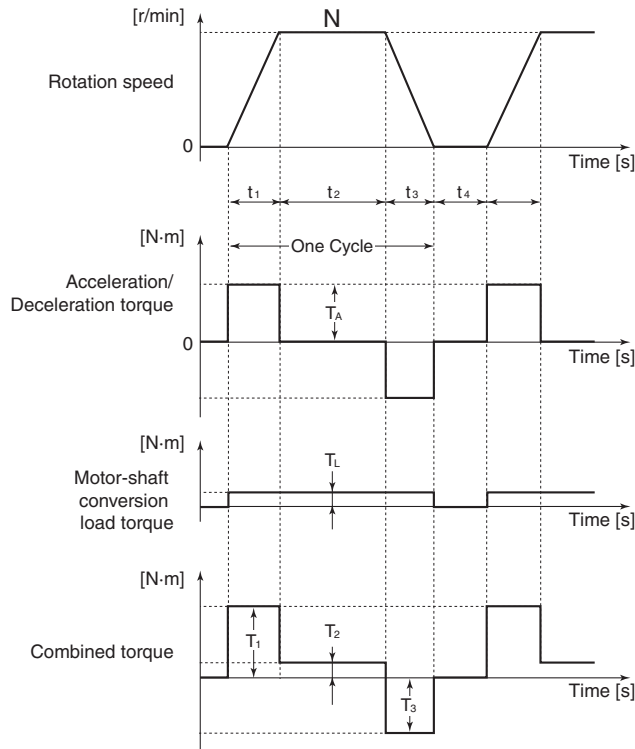 [r/min]
N
Rotation speed
0
Time [s]
t1 t2 t3 t4
[N·m]
One Cycle
Acceleration/
Deceleration torque
TA
0
Time [s]
[N·m]
TL
Motor-shaft
conversion
load torque
Time [s]
[N·m]
T2
T1
Combined torque
Time [s]
T3